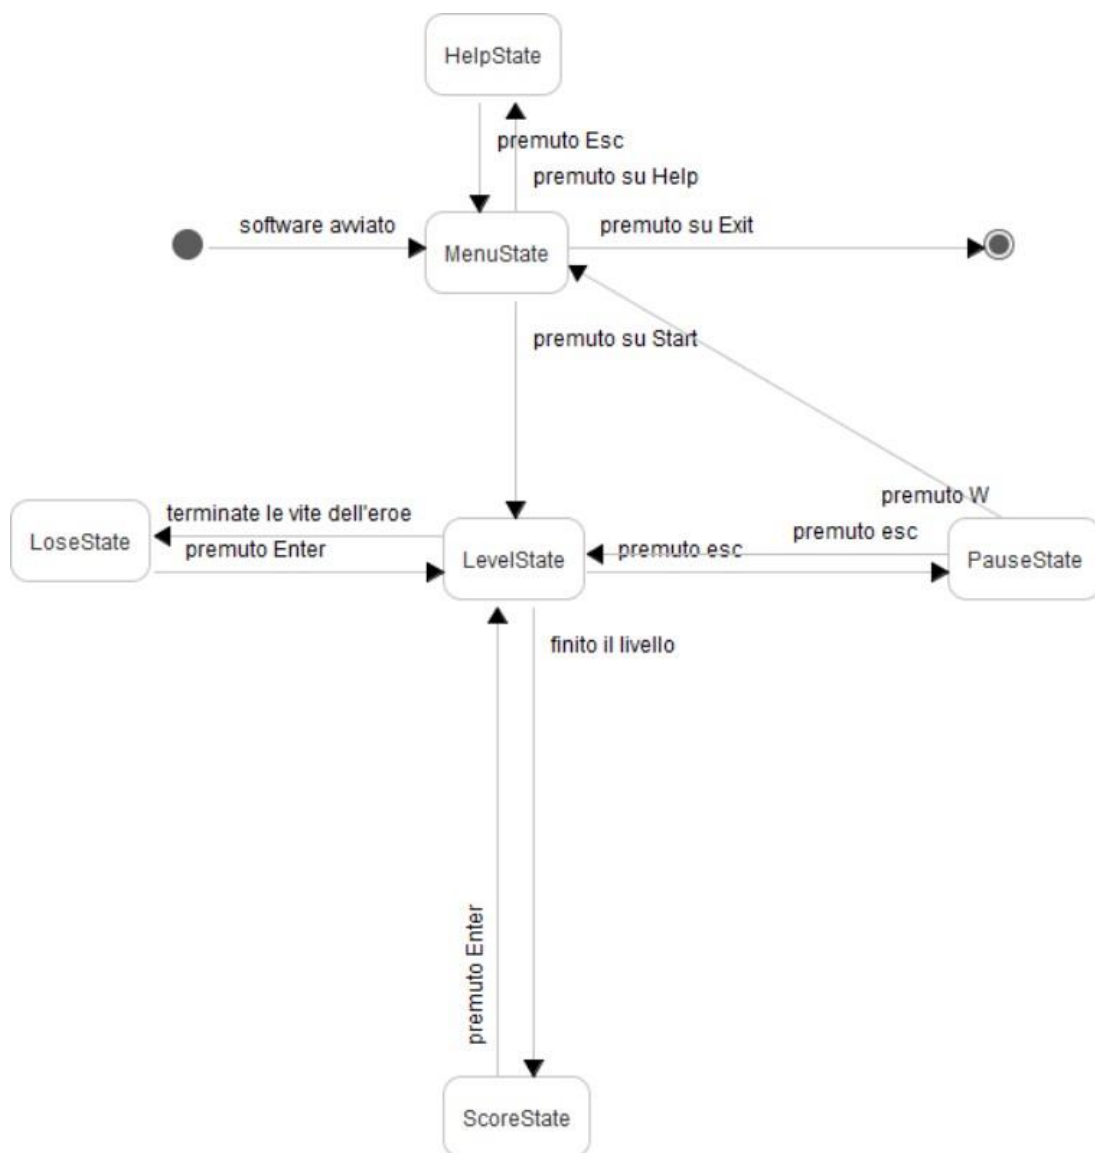 HelpState
premuto Esc
premuto su Help
software avviato
premuto su Exit
MenuState
premuto su Start
premuto W
terminate le vite dell'eroe
premuto esc
LoseState
premuto Enter
LevelState
premuto esc
PauseState
finito il livello
premuto Enter
ScoreState